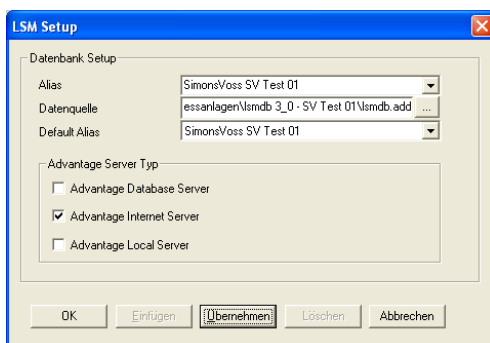 LSM Setup
Datenbank Setup
Alias SimonsVoss SV Test 01
Datenquelle essanlagen\lsmdb 3_0 - SV Test 01\lsmdb.add ...
Default Alias SimonsVoss SV Test 01
Advantage Server Typ
Advantage Database Server
Advantage Internet Server
Advantage Local Server
OK Einfügen Übernehmen Löschen Abbrechen